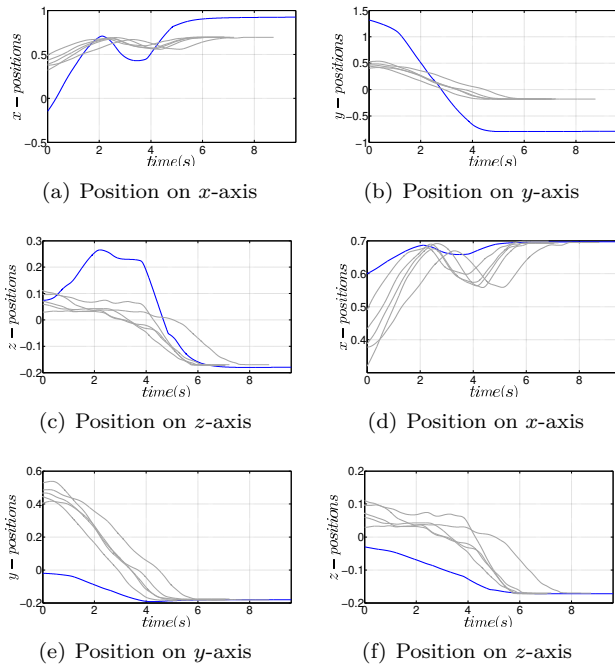 x − positions
1
0.5
0
−0.5
0 2 4 6 8
time(s)
(a) Position on x-axis
y − positions
1.5
1
0.5
0
−0.5
−1
0 2 4 6 8
time(s)
(b) Position on y-axis
z − positions
0.3
0.2
0.1
0
−0.1
−0.2
0 2 4 6 8
time(s)
(c) Position on z-axis
x − positions
0.7
0.6
0.5
0.4
0 2 4 6 8
time(s)
(d) Position on x-axis
y − positions
0.6
0.4
0.2
0
−0.2
0 2 4 6 8
time(s)
(e) Position on y-axis
z − positions
0.2
0.1
0
−0.1
−0.2
0 2 4 6 8
time(s)
(f) Position on z-axis